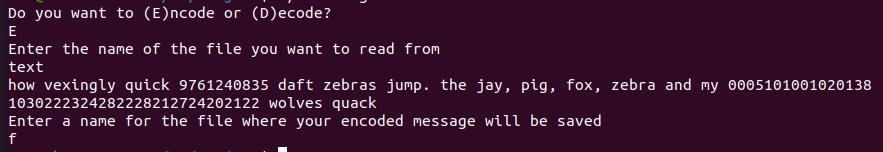 Do you want to (E)ncode or (D)ecode?
E
Enter the name of the file you want to read from
text
how vexingly quick 9761240835 daft zebras jump. the jay, pig, fox, zebra and my 0005101001020138
1030222324282228212724202122 wolves quack
Enter a name for the file where your encoded message will be saved
f